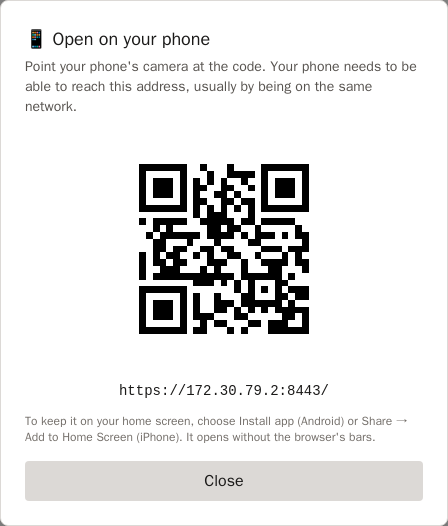 📱 Open on your phone
Point your phone's camera at the code. Your phone needs to be
able to reach this address, usually by being on the same
network.
https://172.30.79.2:8443/
To keep it on your home screen, choose Install app (Android) or Share →
Add to Home Screen (iPhone). It opens without the browser's bars.
Close